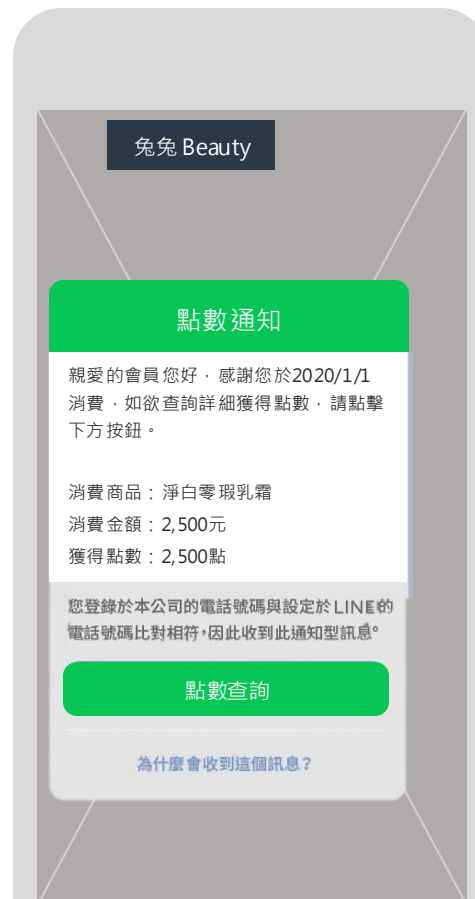 兔兔 Beauty
點數通知
親愛的會員您好，感謝您於2020/1/1
消費，如欲查詢詳細獲得點數，請點擊
下方按鈕。
消費商品：淨白零瑕乳霜
消費金額：2,500元
獲得點數：2,500點
您登錄於本公司的電話號碼與設定於LINE的
電話號碼比對相符，因此收到此通知型訊息。
點數查詢
為什麼會收到這個訊息？